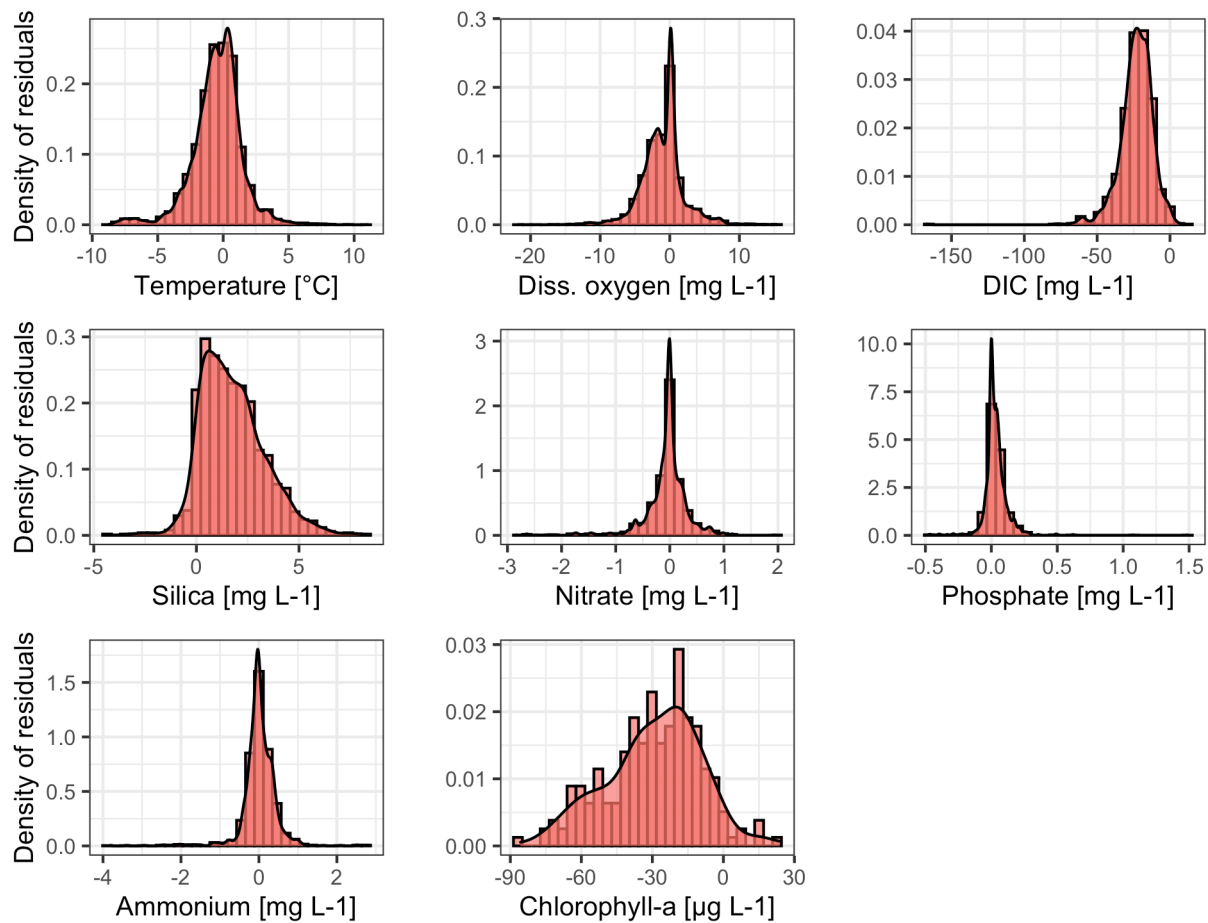 Density of residuals
0.2
0.1
0.0
-10 -5 0 5 10
Temperature [°C]
0.3
0.2
0.1
0.0
-20 -10 0 10
Diss. oxygen [mg L-1]
0.04
0.03
0.02
0.01
0.00
-150 -100 -50 0
DIC [mg L-1]
Density of residuals
0.3
0.2
0.1
0.0
-5 0 5
Silica [mg L-1]
3
2
1
0
-3 -2 -1 0 1 2
Nitrate [mg L-1]
10.0
7.5
5.0
2.5
0.0
-0.5 0.0 0.5 1.0 1.5
Phosphate [mg L-1]
Density of residuals
1.5
1.0
0.5
0.0
-4 -2 0 2
Ammonium [mg L-1]
0.03
0.02
0.01
0.00
-90 -60 -30 0 30
Chlorophyll-a [µg L-1]